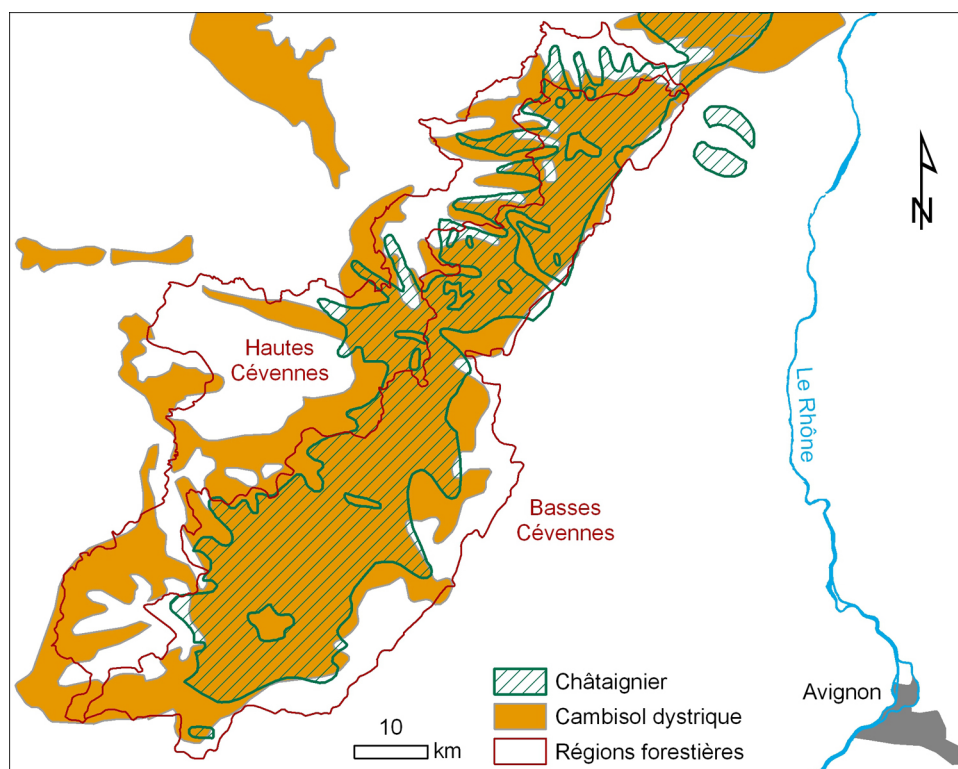 N
Hautes
Cévennes
Le Rhône
Basses
Cévennes
Châtaignier
Avignon
Cambisol dystrique
10
km
Régions forestières